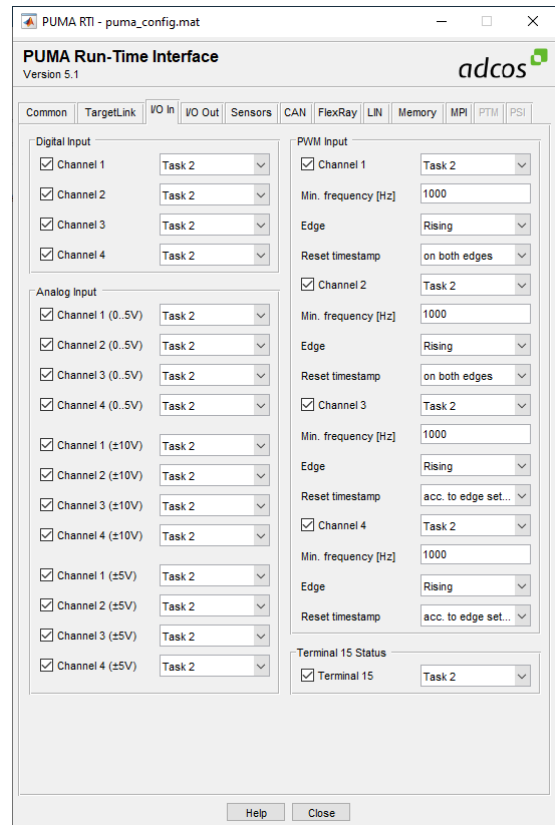 PUMA RTI - puma_config.mat
PUMA Run-Time Interface
Version 5.1
adcos
Common TargetLink I/O In I/O Out Sensors CAN FlexRay LIN Memory MPI PTM PSI
Digital Input
Channel 1 Task 2
Channel 2 Task 2
Channel 3 Task 2
Channel 4 Task 2
Analog Input
Channel 1 (0..5V) Task 2
Channel 2 (0..5V) Task 2
Channel 3 (0..5V) Task 2
Channel 4 (0..5V) Task 2
Channel 1 (±10V) Task 2
Channel 2 (±10V) Task 2
Channel 3 (±10V) Task 2
Channel 4 (±10V) Task 2
Channel 1 (±5V) Task 2
Channel 2 (±5V) Task 2
Channel 3 (±5V) Task 2
Channel 4 (±5V) Task 2
PWM Input
Channel 1 Task 2
Min. frequency [Hz] 1000
Edge Rising
Reset timestamp on both edges
Channel 2 Task 2
Min. frequency [Hz] 1000
Edge Rising
Reset timestamp on both edges
Channel 3 Task 2
Min. frequency [Hz] 1000
Edge Rising
Reset timestamp acc. to edge set...
Channel 4 Task 2
Min. frequency [Hz] 1000
Edge Rising
Reset timestamp acc. to edge set...
Terminal 15 Status
Terminal 15 Task 2
Help Close